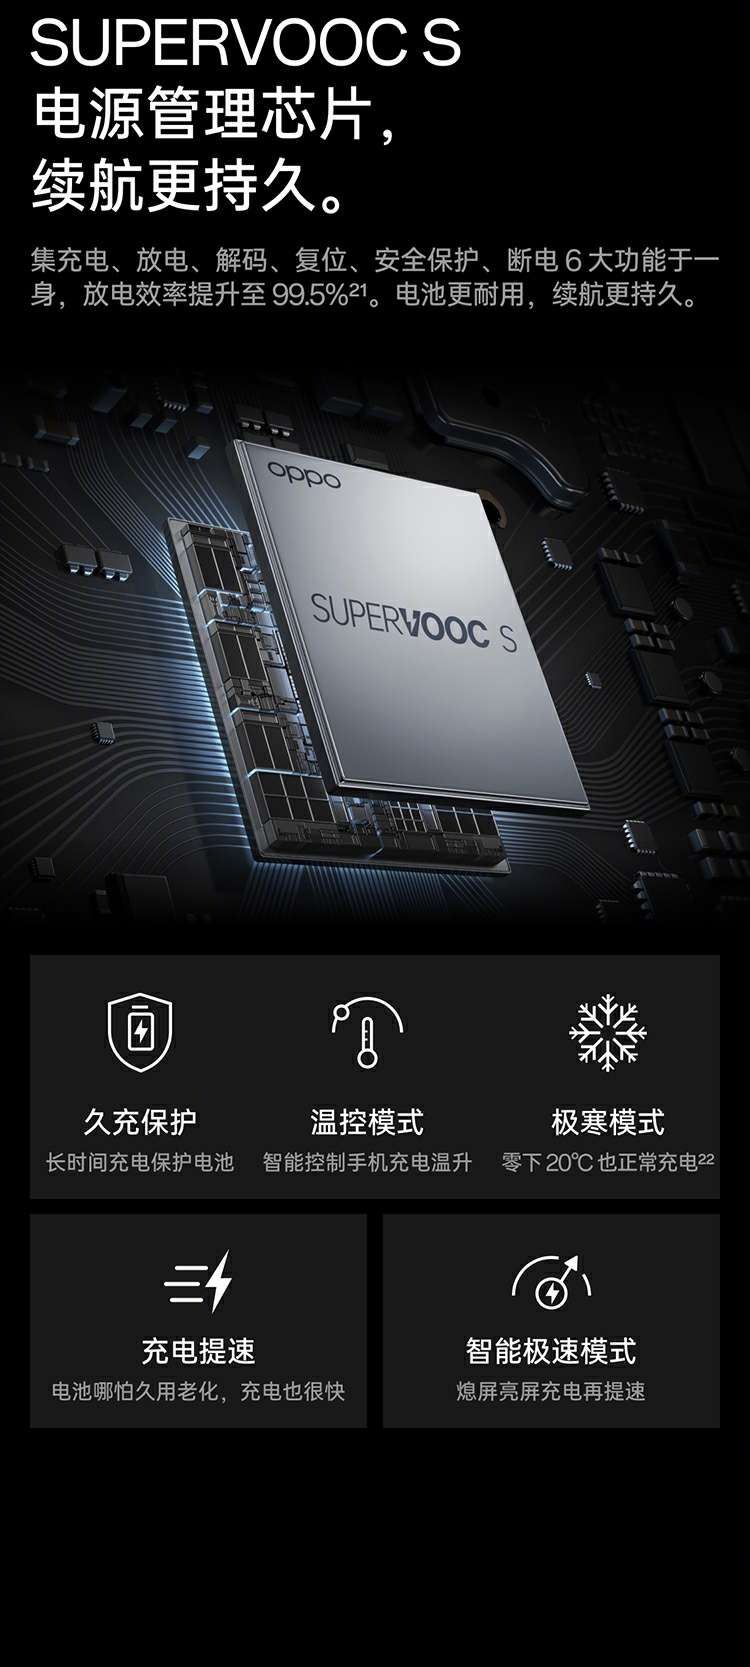 SUPERVOOC S
电源管理芯片，
续航更持久。
集充电、放电、解码、复位、安全保护、断电 6 大功能于一
身，放电效率提升至 99.5%²¹。电池更耐用，续航更持久。
oppo
SUPERVOOC S
久充保护
长时间充电保护电池
温控模式
智能控制手机充电温升
极寒模式
零下 20℃ 也正常充电²²
充电提速
电池哪怕久用老化，充电也很快
智能极速模式
熄屏亮屏充电再提速